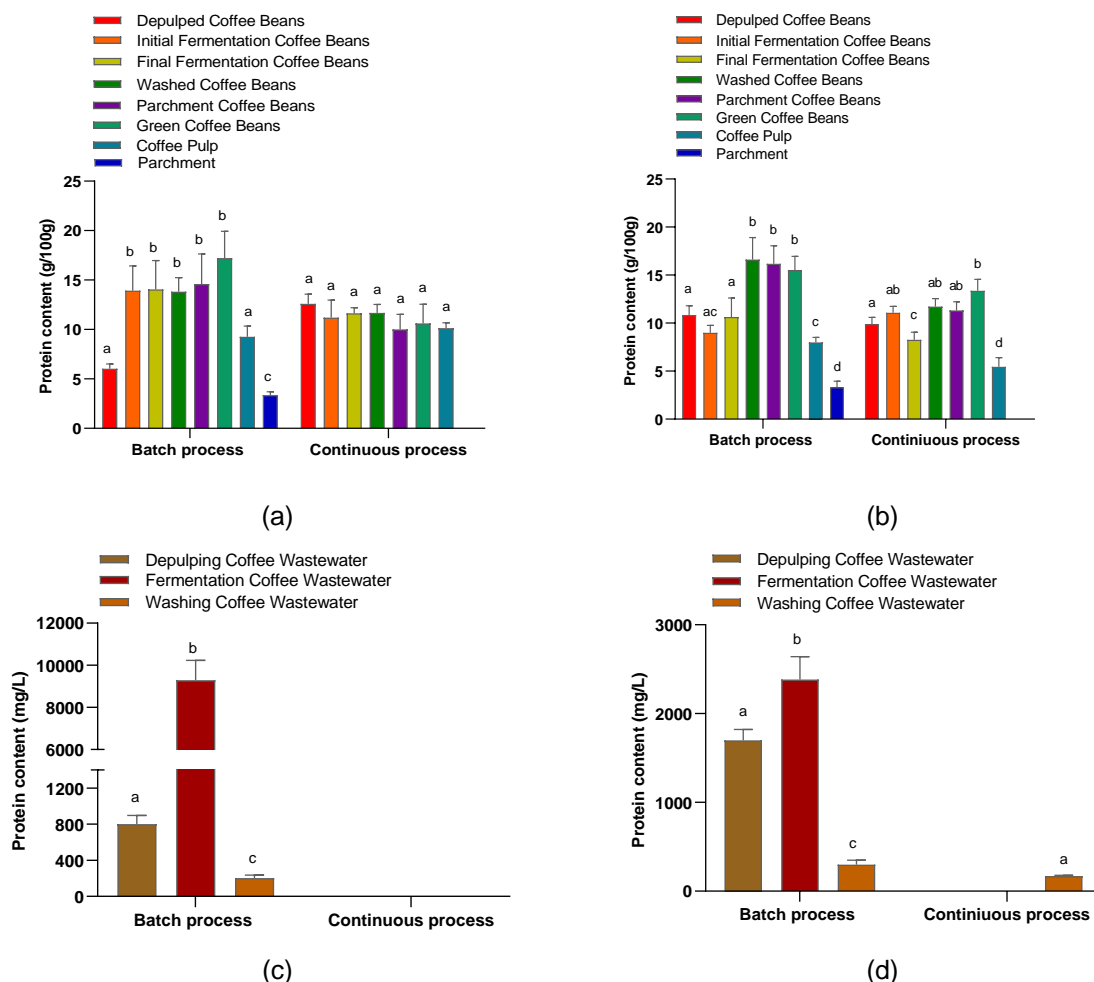 Depulped Coffee Beans
Initial Fermentation Coffee Beans
Final Fermentation Coffee Beans
Washed Coffee Beans
Parchment Coffee Beans
Green Coffee Beans
Coffee Pulp
Parchment
25
20
15
10
5
0
Protein content (g/100g)
a
b
b
b
b
b
a
c
a
a
a
a
a
a
a
Batch process
Continuous process
(a)
Depulped Coffee Beans
Initial Fermentation Coffee Beans
Final Fermentation Coffee Beans
Washed Coffee Beans
Parchment Coffee Beans
Green Coffee Beans
Coffee Pulp
Parchment
25
20
15
10
5
0
Protein content (g/100g)
a
ac
a
b
b
b
c
d
a
ab
c
ab
ab
b
d
Batch process
Continiuous process
(b)
Depulping Coffee Wastewater
Fermentation Coffee Wastewater
Washing Coffee Wastewater
12000
10000
8000
6000
1200
800
400
0
Protein content (mg/L)
a
b
c
Batch process
Continuous process
(c)
Depulping Coffee Wastewater
Fermentation Coffee Wastewater
Washing Coffee Wastewater
3000
2000
1000
0
Protein content (mg/L)
a
b
c
a
Batch process
Continiuous process
(d)